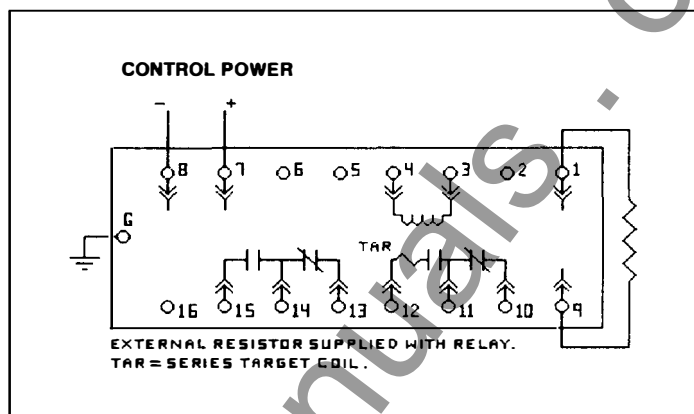 CONTROL POWER
- +
8 7 6 5 4 3 2 1
G
TAR
16 15 14 13 12 11 10 9
EXTERNAL RESISTOR SUPPLIED WITH RELAY.
TAR = SERIES TARGET COIL.
nuals . c